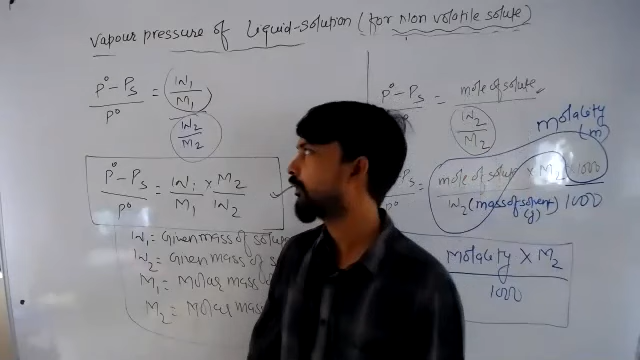 Vapour pressure of Liquid-solution (for Non volatile solute)
P° - Ps / P° = (W1/M1) / (W2/M2)
P° - Ps / P° = W1/M1 × M2/W2
W1 = Given mass of solute
W2 = Given mass of
M1 = Molar mass
M2 = Molar mass
P° - Ps / P° = mole of solute / (W2/M2)
molality
(m)
- Ps = mole of solute × M2 × 1000 / W2 (mass of solvent (g)) 1000
Molality × M2 / 1000